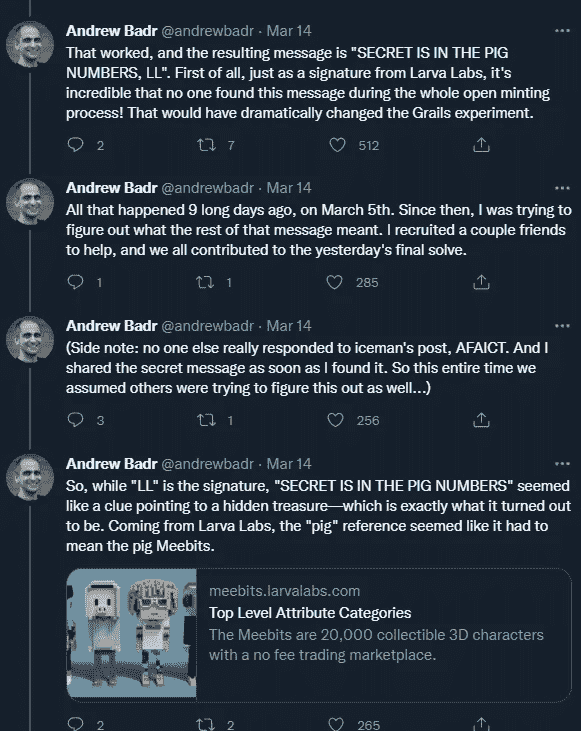 Andrew Badr @andrewbadr · Mar 14
That worked, and the resulting message is "SECRET IS IN THE PIG
NUMBERS, LL". First of all, just as a signature from Larva Labs, it's
incredible that no one found this message during the whole open minting
process! That would have dramatically changed the Grails experiment.
2 7 512
Andrew Badr @andrewbadr · Mar 14
All that happened 9 long days ago, on March 5th. Since then, I was trying to
figure out what the rest of that message meant. I recruited a couple friends
to help, and we all contributed to the yesterday's final solve.
1 1 285
Andrew Badr @andrewbadr · Mar 14
(Side note: no one else really responded to iceman's post, AFAICT. And I
shared the secret message as soon as I found it. So this entire time we
assumed others were trying to figure this out as well...)
3 1 256
Andrew Badr @andrewbadr · Mar 14
So, while "LL" is the signature, "SECRET IS IN THE PIG NUMBERS" seemed
like a clue pointing to a hidden treasure—which is exactly what it turned out
to be. Coming from Larva Labs, the "pig" reference seemed like it had to
mean the pig Meebits.
meebits.larvalabs.com
Top Level Attribute Categories
The Meebits are 20,000 collectible 3D characters
with a no fee trading marketplace.
2 2 265